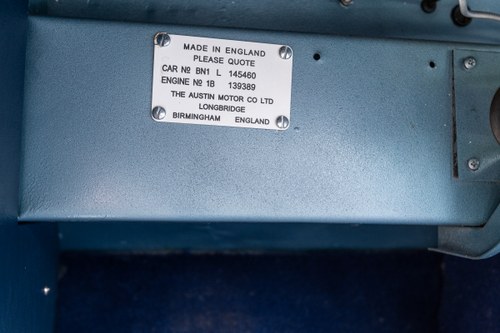 MADE IN ENGLAND
PLEASE QUOTE
CAR Nº BN1 L 145460
ENGINE Nº 1B 139389
THE AUSTIN MOTOR CO LTD
LONGBRIDGE
BIRMINGHAM ENGLAND